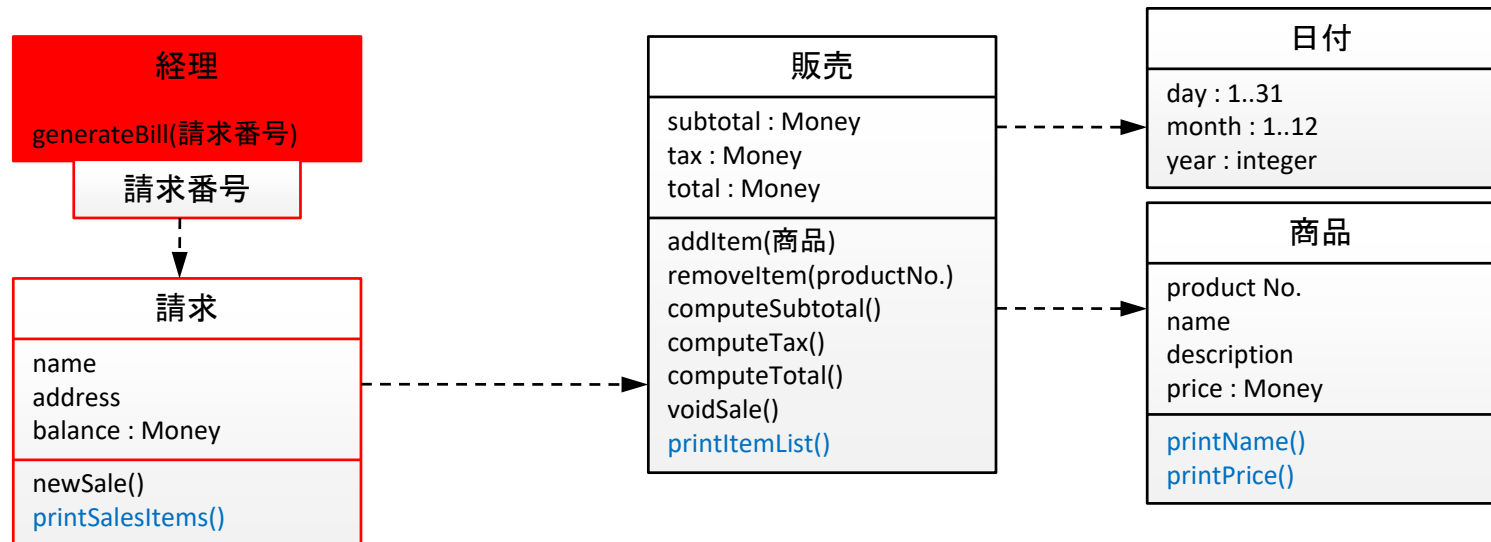 経理
generateBill(請求番号)
請求番号
請求
name
address
balance : Money
newSale()
printSalesItems()
販売
subtotal : Money
tax : Money
total : Money
addItem(商品)
removeItem(productNo.)
computeSubtotal()
computeTax()
computeTotal()
voidSale()
printItemList()
日付
day : 1..31
month : 1..12
year : integer
商品
product No.
name
description
price : Money
printName()
printPrice()